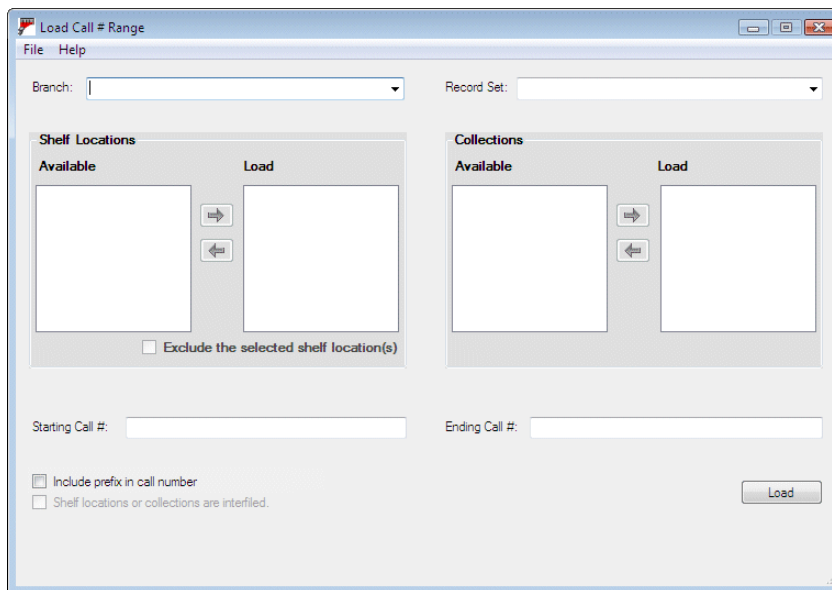 Load Call # Range
File Help
Branch: Record Set:
Shelf Locations Collections
Available Load Available Load
Exclude the selected shelf location(s)
Starting Call #: Ending Call #:
Include prefix in call number
Shelf locations or collections are interfiled.
Load